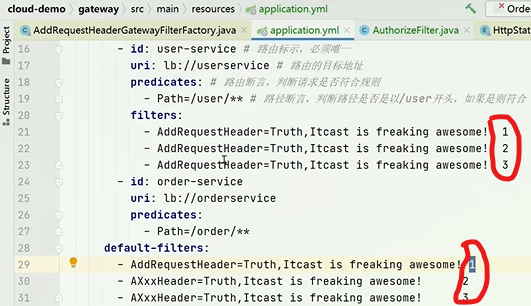 cloud-demo › gateway › src › main › resources › application.yml
AddRequestHeaderGatewayFilterFactory.java × application.yml × AuthorizeFilter.java × HttpStat
Project
Structure
16 - id: user-service # 路由标示，必须唯一
17 uri: lb://userservice # 路由的目标地址
18 predicates: # 路由断言，判断请求是否符合规则
19 - Path=/user/** # 路径断言，判断路径是否是以/user开头，如果是则符合
20 filters:
21 - AddRequestHeader=Truth,Itcast is freaking awesome! 1
22 - AddRequestHeader=Truth,Itcast is freaking awesome! 2
23 - AddRequestHeader=Truth,Itcast is freaking awesome! 3
24 - id: order-service
25 uri: lb://orderservice
26 predicates:
27 - Path=/order/**
28 default-filters:
29 - AddRequestHeader=Truth,Itcast is freaking awesome! 1
30 - AXxxHeader=Truth,Itcast is freaking awesome! 2
31 - AXxxHeader=Truth,Itcast is freaking awesome! 3